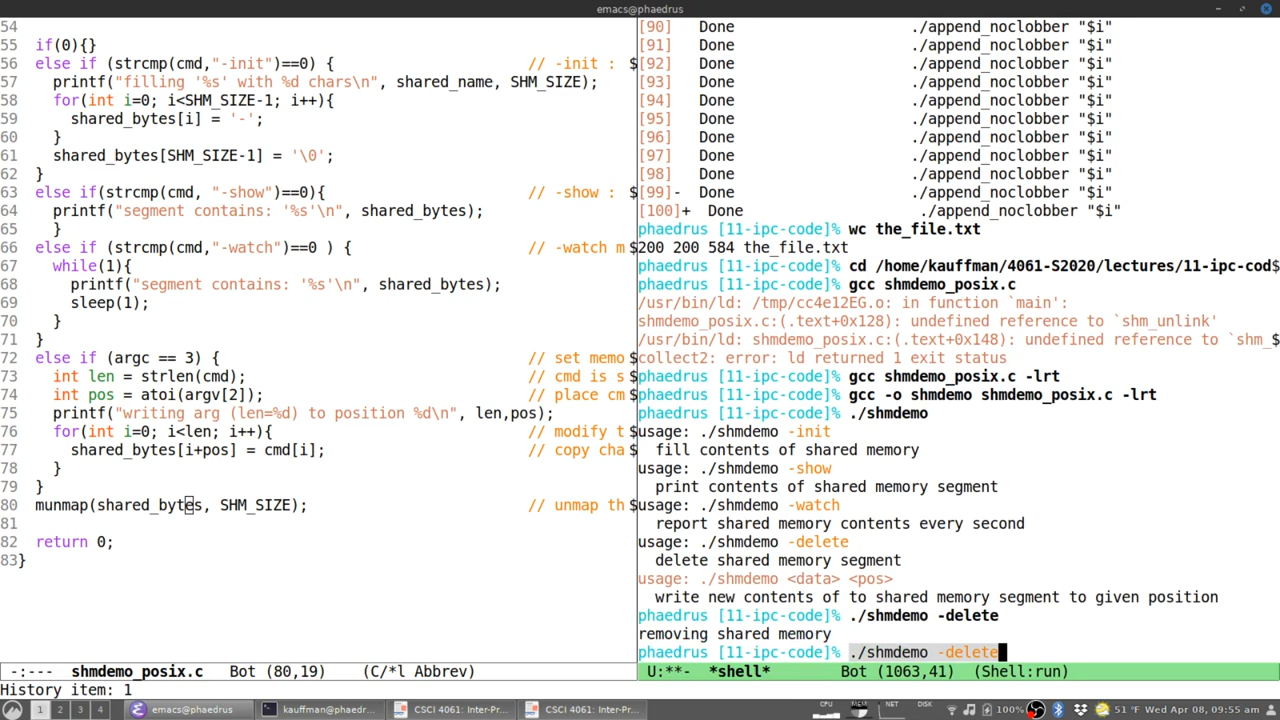 emacs@phaedrus
54
55  if(0){}
56  else if (strcmp(cmd,"-init")==0) {                      // -init :  $
57    printf("filling '%s' with %d chars\n", shared_name, SHM_SIZE);
58    for(int i=0; i<SHM_SIZE-1; i++){
59      shared_bytes[i] = '-';
60    }
61    shared_bytes[SHM_SIZE-1] = '\0';
62  }
63  else if(strcmp(cmd, "-show")==0){                       // -show :  $
64    printf("segment contains: '%s'\n", shared_bytes);
65    }
66  else if (strcmp(cmd,"-watch")==0 ) {                    // -watch m$
67    while(1){
68      printf("segment contains: '%s'\n", shared_bytes);
69      sleep(1);
70    }
71  }
72  else if (argc == 3) {                                   // set memo$
73    int len = strlen(cmd);                                // cmd is s$
74    int pos = atoi(argv[2]);                              // place cm$
75    printf("writing arg (len=%d) to position %d\n", len,pos);
76    for(int i=0; i<len; i++){                             // modify t$
77      shared_bytes[i+pos] = cmd[i];                       // copy cha$
78    }
79  }
80  munmap(shared_bytes, SHM_SIZE);                         // unmap th$
81
82  return 0;
83}
-:---  shmdemo_posix.c   Bot (80,19)    (C/*l Abbrev)
[90]   Done                    ./append_noclobber "$i"
[91]   Done                    ./append_noclobber "$i"
[92]   Done                    ./append_noclobber "$i"
[93]   Done                    ./append_noclobber "$i"
[94]   Done                    ./append_noclobber "$i"
[95]   Done                    ./append_noclobber "$i"
[96]   Done                    ./append_noclobber "$i"
[97]   Done                    ./append_noclobber "$i"
[98]   Done                    ./append_noclobber "$i"
[99]-  Done                    ./append_noclobber "$i"
[100]+  Done                    ./append_noclobber "$i"
phaedrus [11-ipc-code]% wc the_file.txt
200 200 584 the_file.txt
phaedrus [11-ipc-code]% cd /home/kauffman/4061-S2020/lectures/11-ipc-cod$
phaedrus [11-ipc-code]% gcc shmdemo_posix.c
/usr/bin/ld: /tmp/cc4e12EG.o: in function `main':
shmdemo_posix.c:(.text+0x128): undefined reference to `shm_unlink'
/usr/bin/ld: shmdemo_posix.c:(.text+0x148): undefined reference to `shm_$
collect2: error: ld returned 1 exit status
phaedrus [11-ipc-code]% gcc shmdemo_posix.c -lrt
phaedrus [11-ipc-code]% gcc -o shmdemo shmdemo_posix.c -lrt
phaedrus [11-ipc-code]% ./shmdemo
usage: ./shmdemo -init
  fill contents of shared memory
usage: ./shmdemo -show
  print contents of shared memory segment
usage: ./shmdemo -watch
  report shared memory contents every second
usage: ./shmdemo -delete
  delete shared memory segment
usage: ./shmdemo <data> <pos>
  write new contents of to shared memory segment to given position
phaedrus [11-ipc-code]% ./shmdemo -delete
removing shared memory
phaedrus [11-ipc-code]% ./shmdemo -delete
U:**-  *shell*        Bot (1063,41)  (Shell:run)
History item: 1
1 2 3 4 emacs@phaedrus kauffman@phaedr... CSCI 4061: Inter-Pr... CSCI 4061: Inter-Pr... CPU MEM NET DISK 100% 51 °F Wed Apr 08, 09:55 am